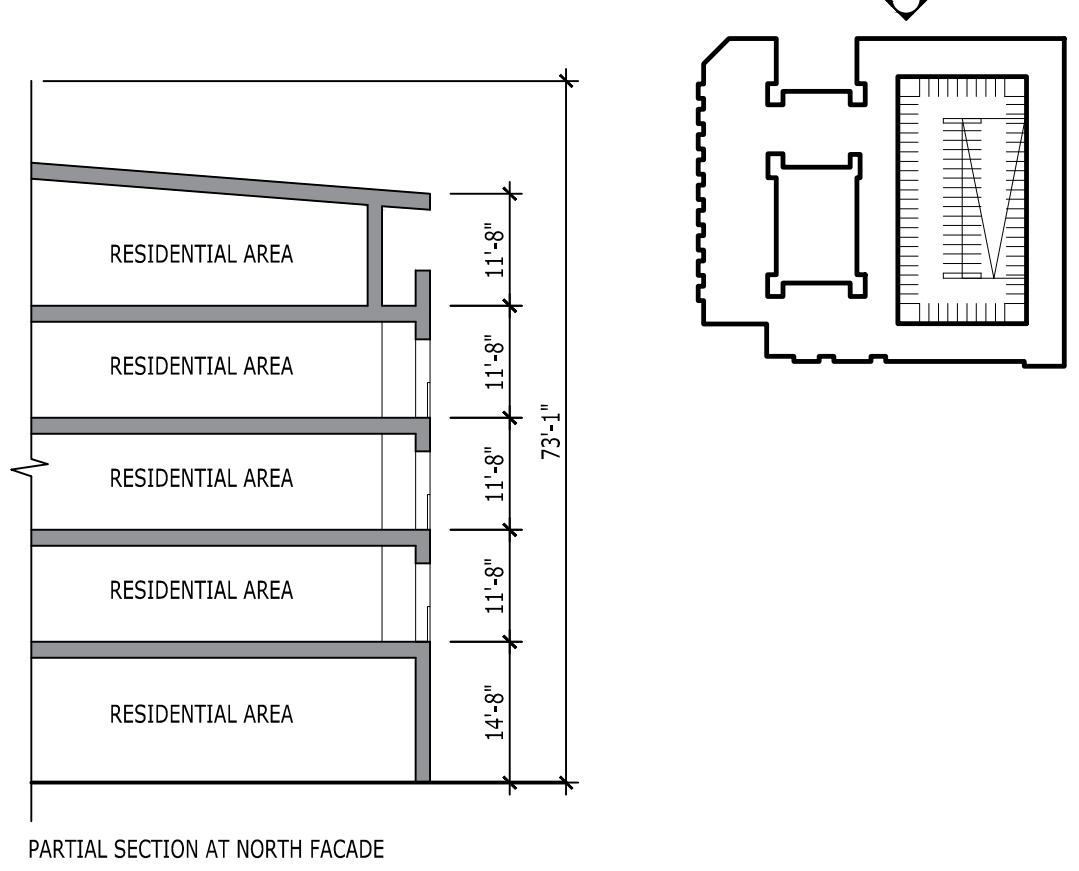 RESIDENTIAL AREA
11'-8"
RESIDENTIAL AREA
11'-8"
73'-1"
RESIDENTIAL AREA
11'-8"
RESIDENTIAL AREA
11'-8"
RESIDENTIAL AREA
14'-8"
PARTIAL SECTION AT NORTH FACADE